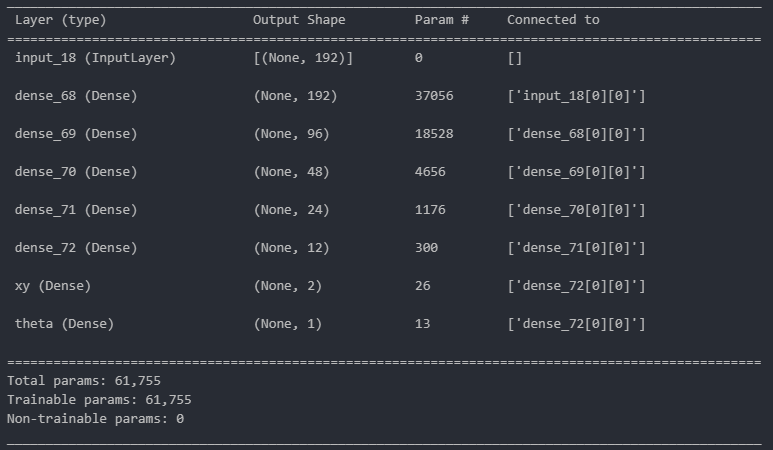 Layer (type) Output Shape Param # Connected to
input_18 (InputLayer) [(None, 192)] 0 []
dense_68 (Dense) (None, 192) 37056 ['input_18[0][0]']
dense_69 (Dense) (None, 96) 18528 ['dense_68[0][0]']
dense_70 (Dense) (None, 48) 4656 ['dense_69[0][0]']
dense_71 (Dense) (None, 24) 1176 ['dense_70[0][0]']
dense_72 (Dense) (None, 12) 300 ['dense_71[0][0]']
xy (Dense) (None, 2) 26 ['dense_72[0][0]']
theta (Dense) (None, 1) 13 ['dense_72[0][0]']
Total params: 61,755
Trainable params: 61,755
Non-trainable params: 0